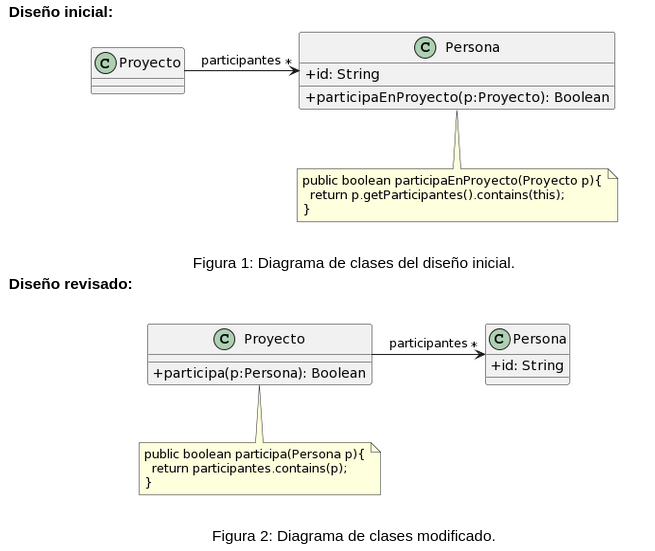 Diseño inicial:
C Proyecto
participantes *
C Persona
+id: String
+participaEnProyecto(p:Proyecto): Boolean
public boolean participaEnProyecto(Proyecto p){
return p.getParticipantes().contains(this);
}
Figura 1: Diagrama de clases del diseño inicial.
Diseño revisado:
C Proyecto
+participa(p:Persona): Boolean
participantes *
C Persona
+id: String
public boolean participa(Persona p){
return participantes.contains(p);
}
Figura 2: Diagrama de clases modificado.